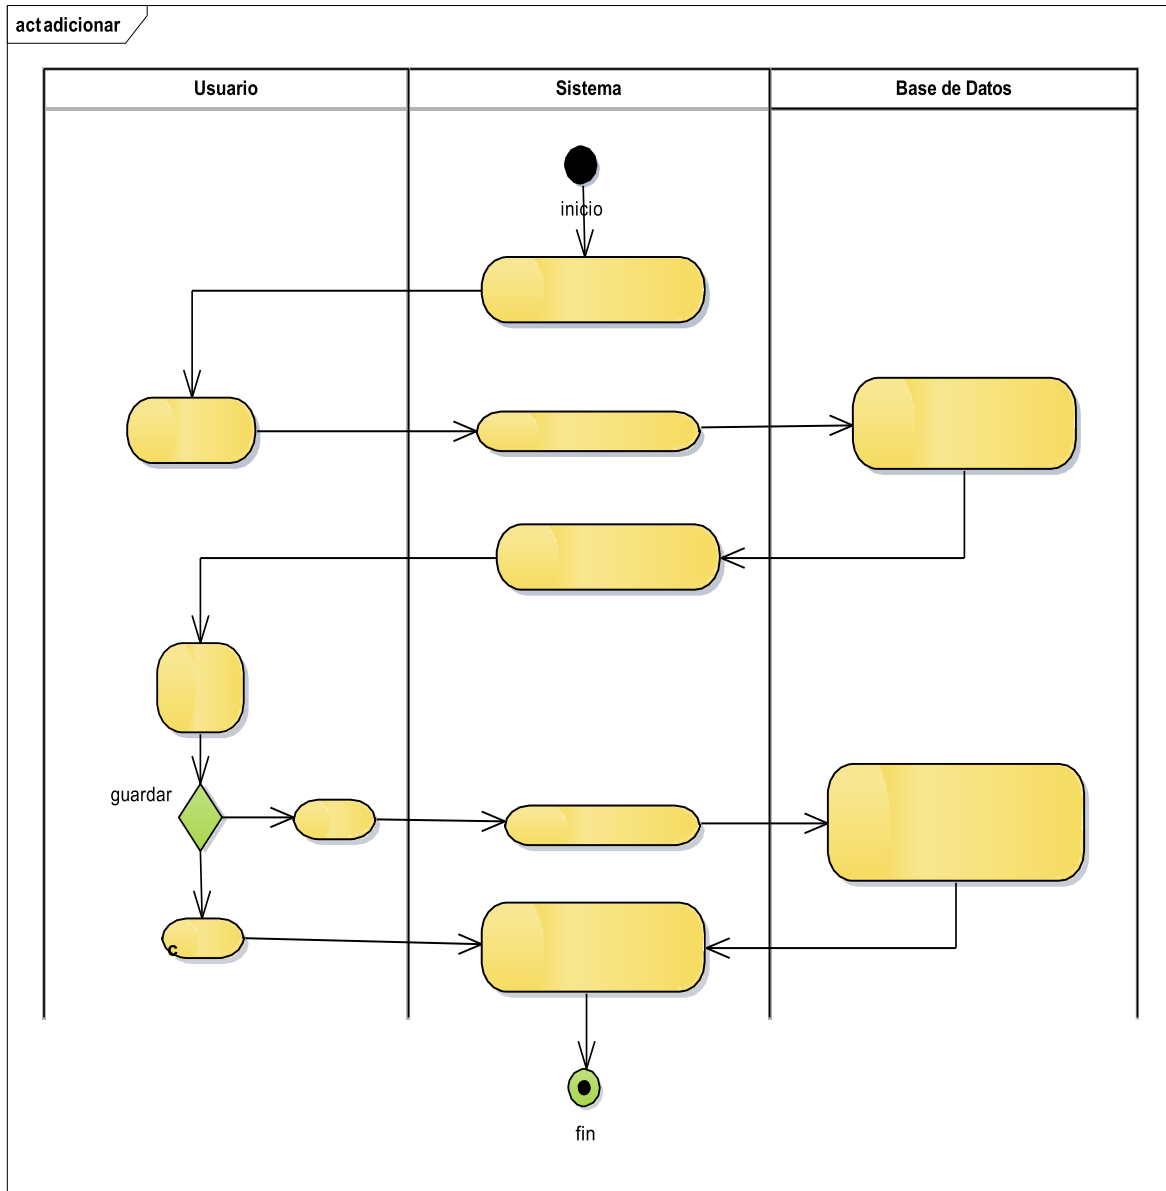 act adicionar
Usuario
Sistema
Base de Datos
inicio
guardar
c
fin